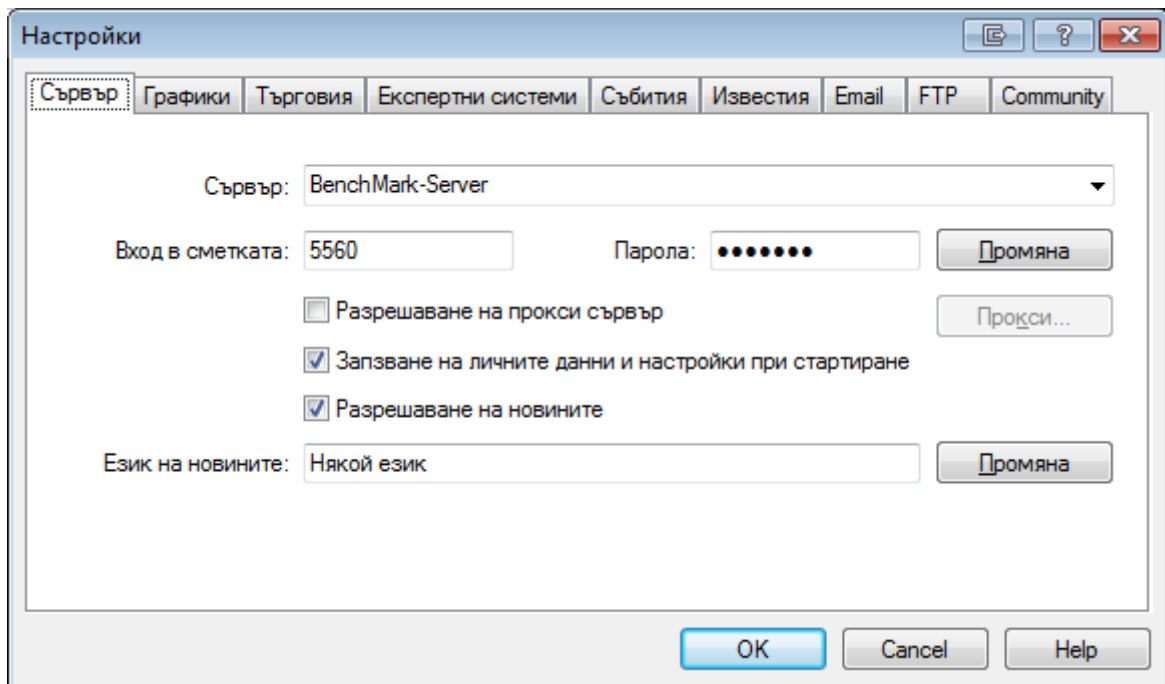 Настройки
Сървър Графики Търговия Експертни системи Събития Известия Email FTP Community
Сървър: BenchMark-Server
Вход в сметката: 5560 Парола: ••••••• Промяна
Разрешаване на прокси сървър Прокси...
Запзване на личните данни и настройки при стартиране
Разрешаване на новините
Език на новините: Някой език Промяна
OK Cancel Help